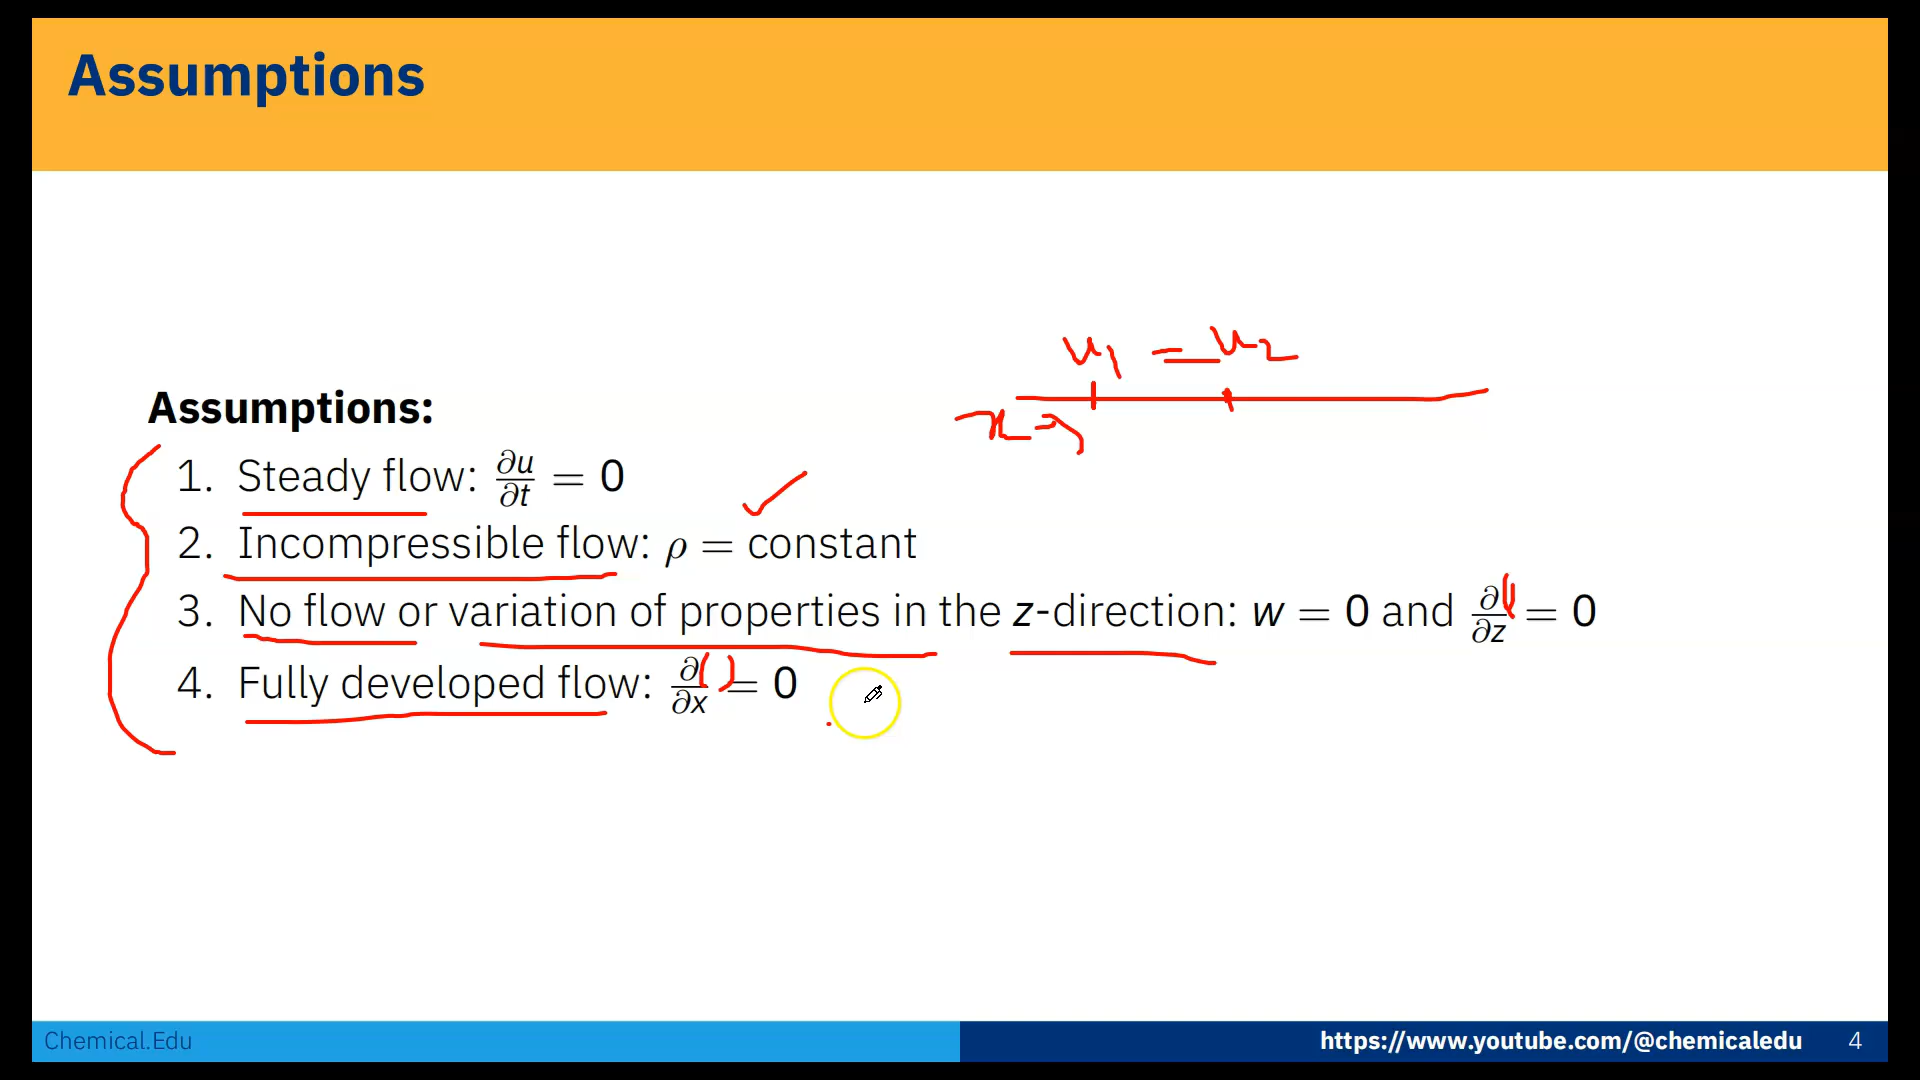 Assumptions
u₁ = u₂
x →
Assumptions:
1. Steady flow: ∂u/∂t = 0
2. Incompressible flow: ρ = constant
3. No flow or variation of properties in the z-direction: w = 0 and ∂/∂z ( = 0
4. Fully developed flow: ∂/∂x ( ) = 0
Chemical.Edu
https://www.youtube.com/@chemicaledu 4